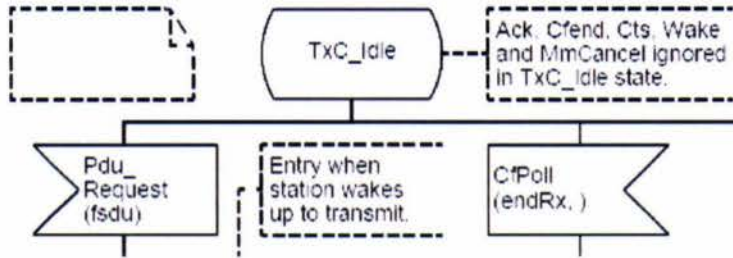 TxC_Idle
Ack, Cfend, Cts, Wake
and MmCancel ignored
in TxC_Idle state.
Pdu_
Request
(fsdu)
Entry when
station wakes
up to transmit.
CfPoll
(endRx, )